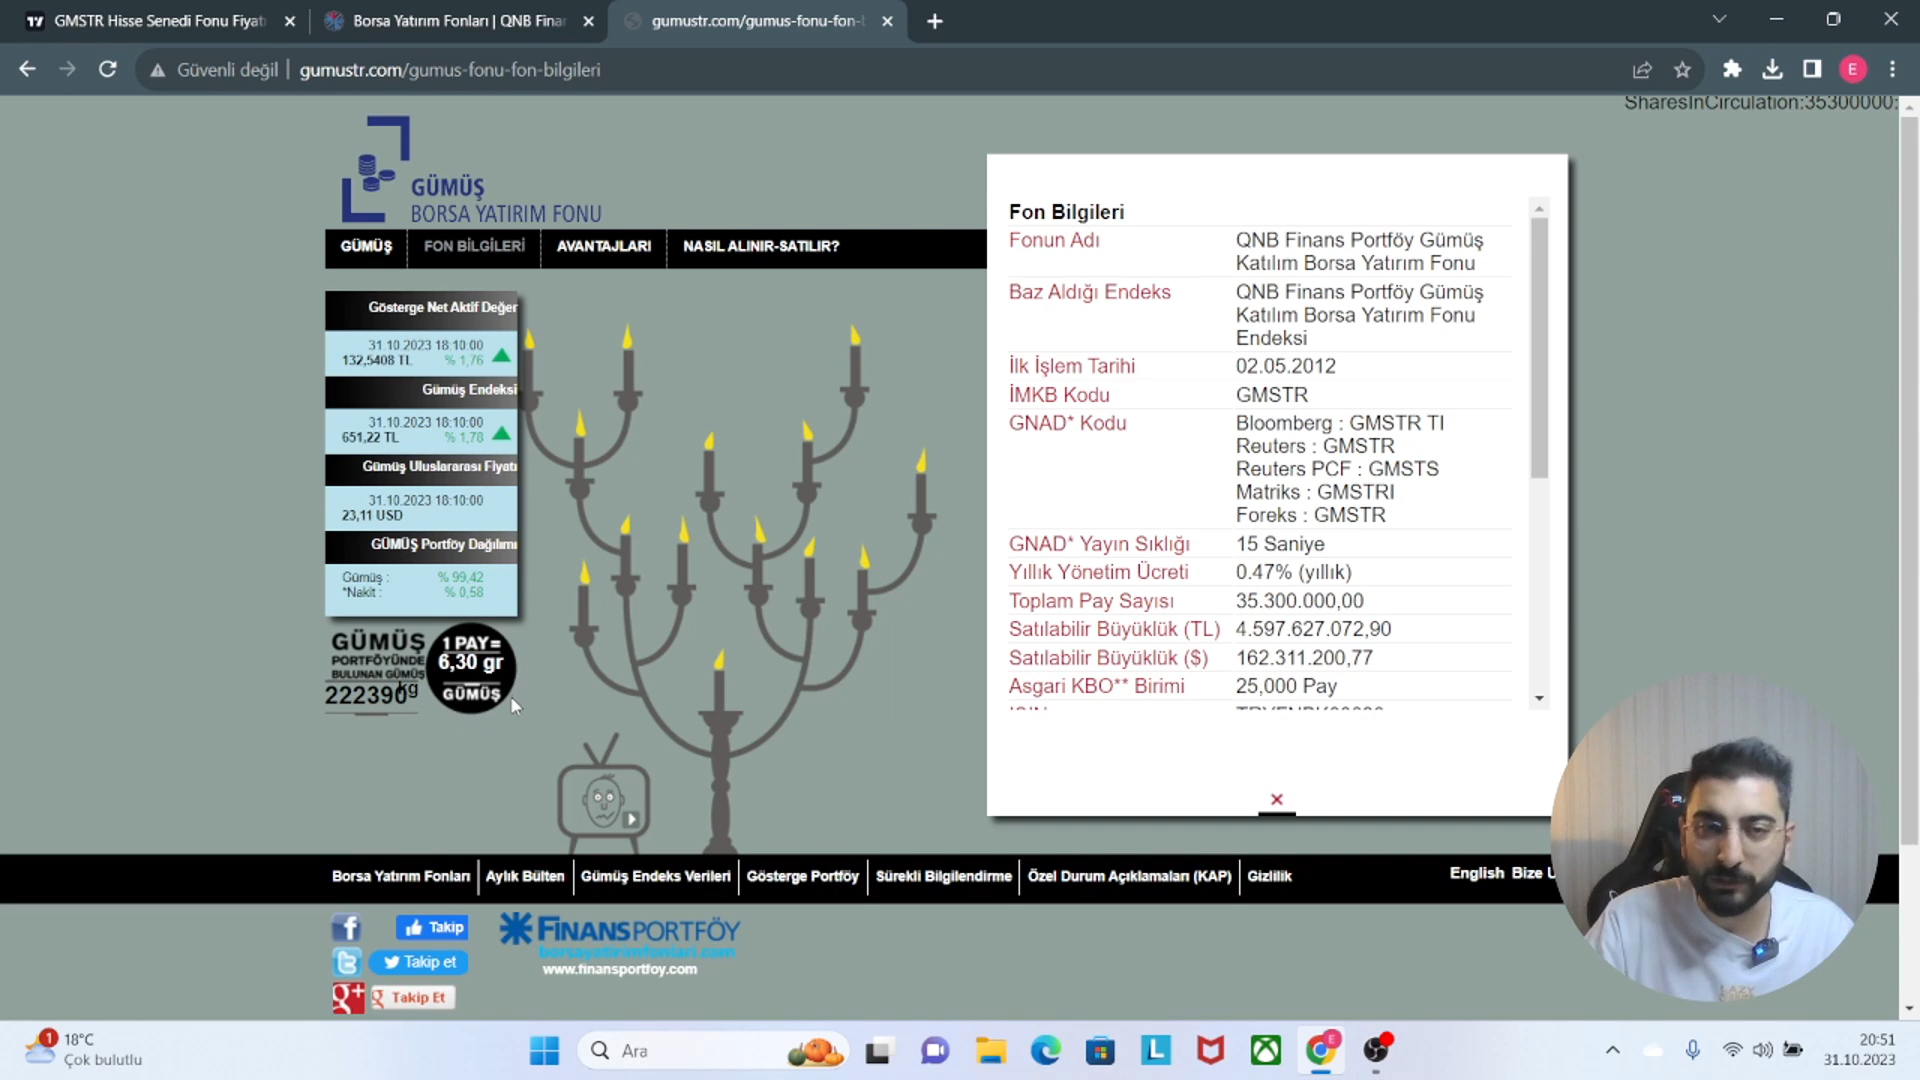 GMSTR Hisse Senedi Fonu Fiyatı
Borsa Yatırım Fonları | QNB Finan
gumustr.com/gumus-fonu-fon-b
Güvenli değil
gumustr.com/gumus-fonu-fon-bilgileri
E
SharesInCirculation:35300000:
GÜMÜŞ
BORSA YATIRIM FONU
GÜMÜŞ
FON BİLGİLERİ
AVANTAJLARI
NASIL ALINIR-SATILIR?
Gösterge Net Aktif Değer
31.10.2023 18:10:00
132,5408 TL % 1,76
Gümüş Endeksi
31.10.2023 18:10:00
651,22 TL % 1,78
Gümüş Uluslararası Fiyatı
31.10.2023 18:10:00
23,11 USD
GÜMÜŞ Portföy Dağılımı
Gümüş : % 99,42
*Nakit : % 0,58
GÜMÜŞ
PORTFÖYÜNDE
BULUNAN GÜMÜŞ
222390 kg
1 PAY=
6,30 gr
GÜMÜŞ
Fon Bilgileri
Fonun Adı QNB Finans Portföy Gümüş
Katılım Borsa Yatırım Fonu
Baz Aldığı Endeks QNB Finans Portföy Gümüş
Katılım Borsa Yatırım Fonu
Endeksi
İlk İşlem Tarihi 02.05.2012
İMKB Kodu GMSTR
GNAD* Kodu Bloomberg : GMSTR TI
Reuters : GMSTR
Reuters PCF : GMSTS
Matriks : GMSTRI
Foreks : GMSTR
GNAD* Yayın Sıklığı 15 Saniye
Yıllık Yönetim Ücreti 0.47% (yıllık)
Toplam Pay Sayısı 35.300.000,00
Satılabilir Büyüklük (TL) 4.597.627.072,90
Satılabilir Büyüklük ($) 162.311.200,77
Asgari KBO** Birimi 25,000 Pay
Borsa Yatırım Fonları
Aylık Bülten
Gümüş Endeks Verileri
Gösterge Portföy
Sürekli Bilgilendirme
Özel Durum Açıklamaları (KAP)
Gizlilik
English Bize U
Takip
Takip et
Takip Et
FİNANSPORTFÖY
borsayatirimfonlari.com
www.finansportfoy.com
1
18°C
Çok bulutlu
Ara
20:51
31.10.2023